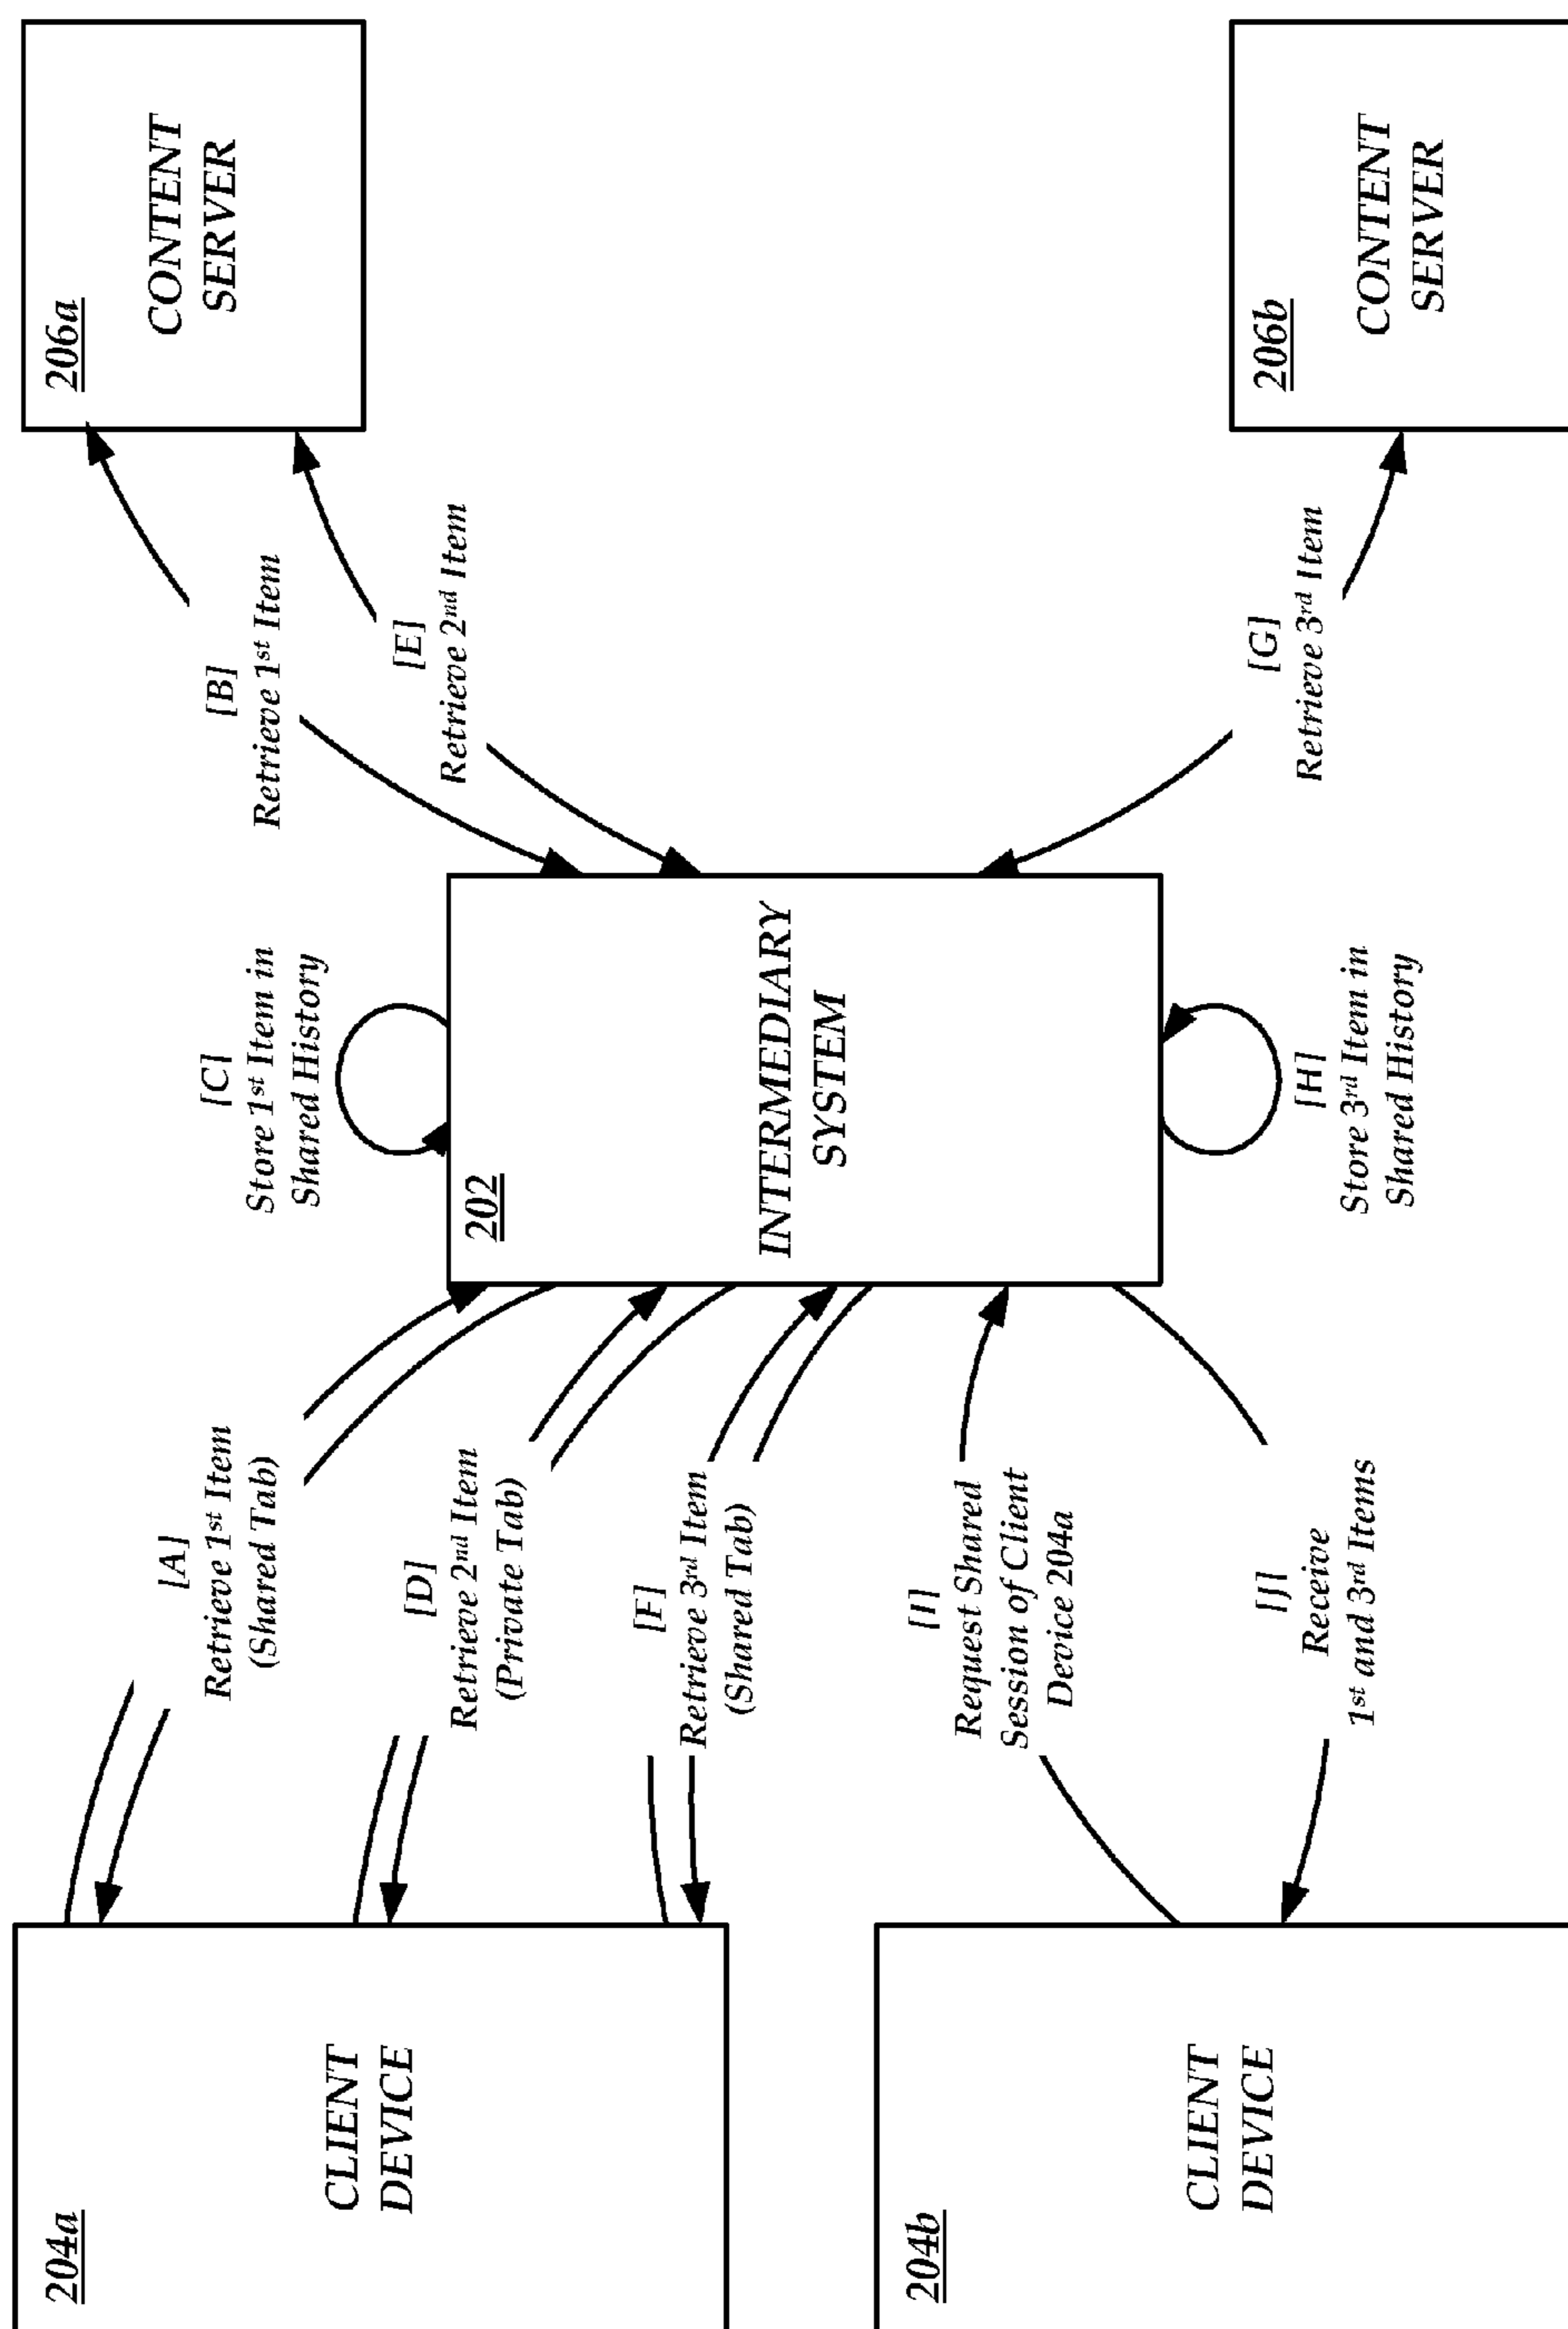 204a
CLIENT
DEVICE
204b
CLIENT
DEVICE
[A]
Retrieve 1st Item
(Shared Tab)
[D]
Retrieve 2nd Item
(Private Tab)
[F]
Retrieve 3rd Item
(Shared Tab)
[I]
Request Shared
Session of Client
Device 204a
[J]
Receive
1st and 3rd Items
[C]
Store 1st Item in
Shared History
202
INTERMEDIARY
SYSTEM
[H]
Store 3rd Item in
Shared History
[B]
Retrieve 1st Item
[E]
Retrieve 2nd Item
[G]
Retrieve 3rd Item
206a
CONTENT
SERVER
206b
CONTENT
SERVER